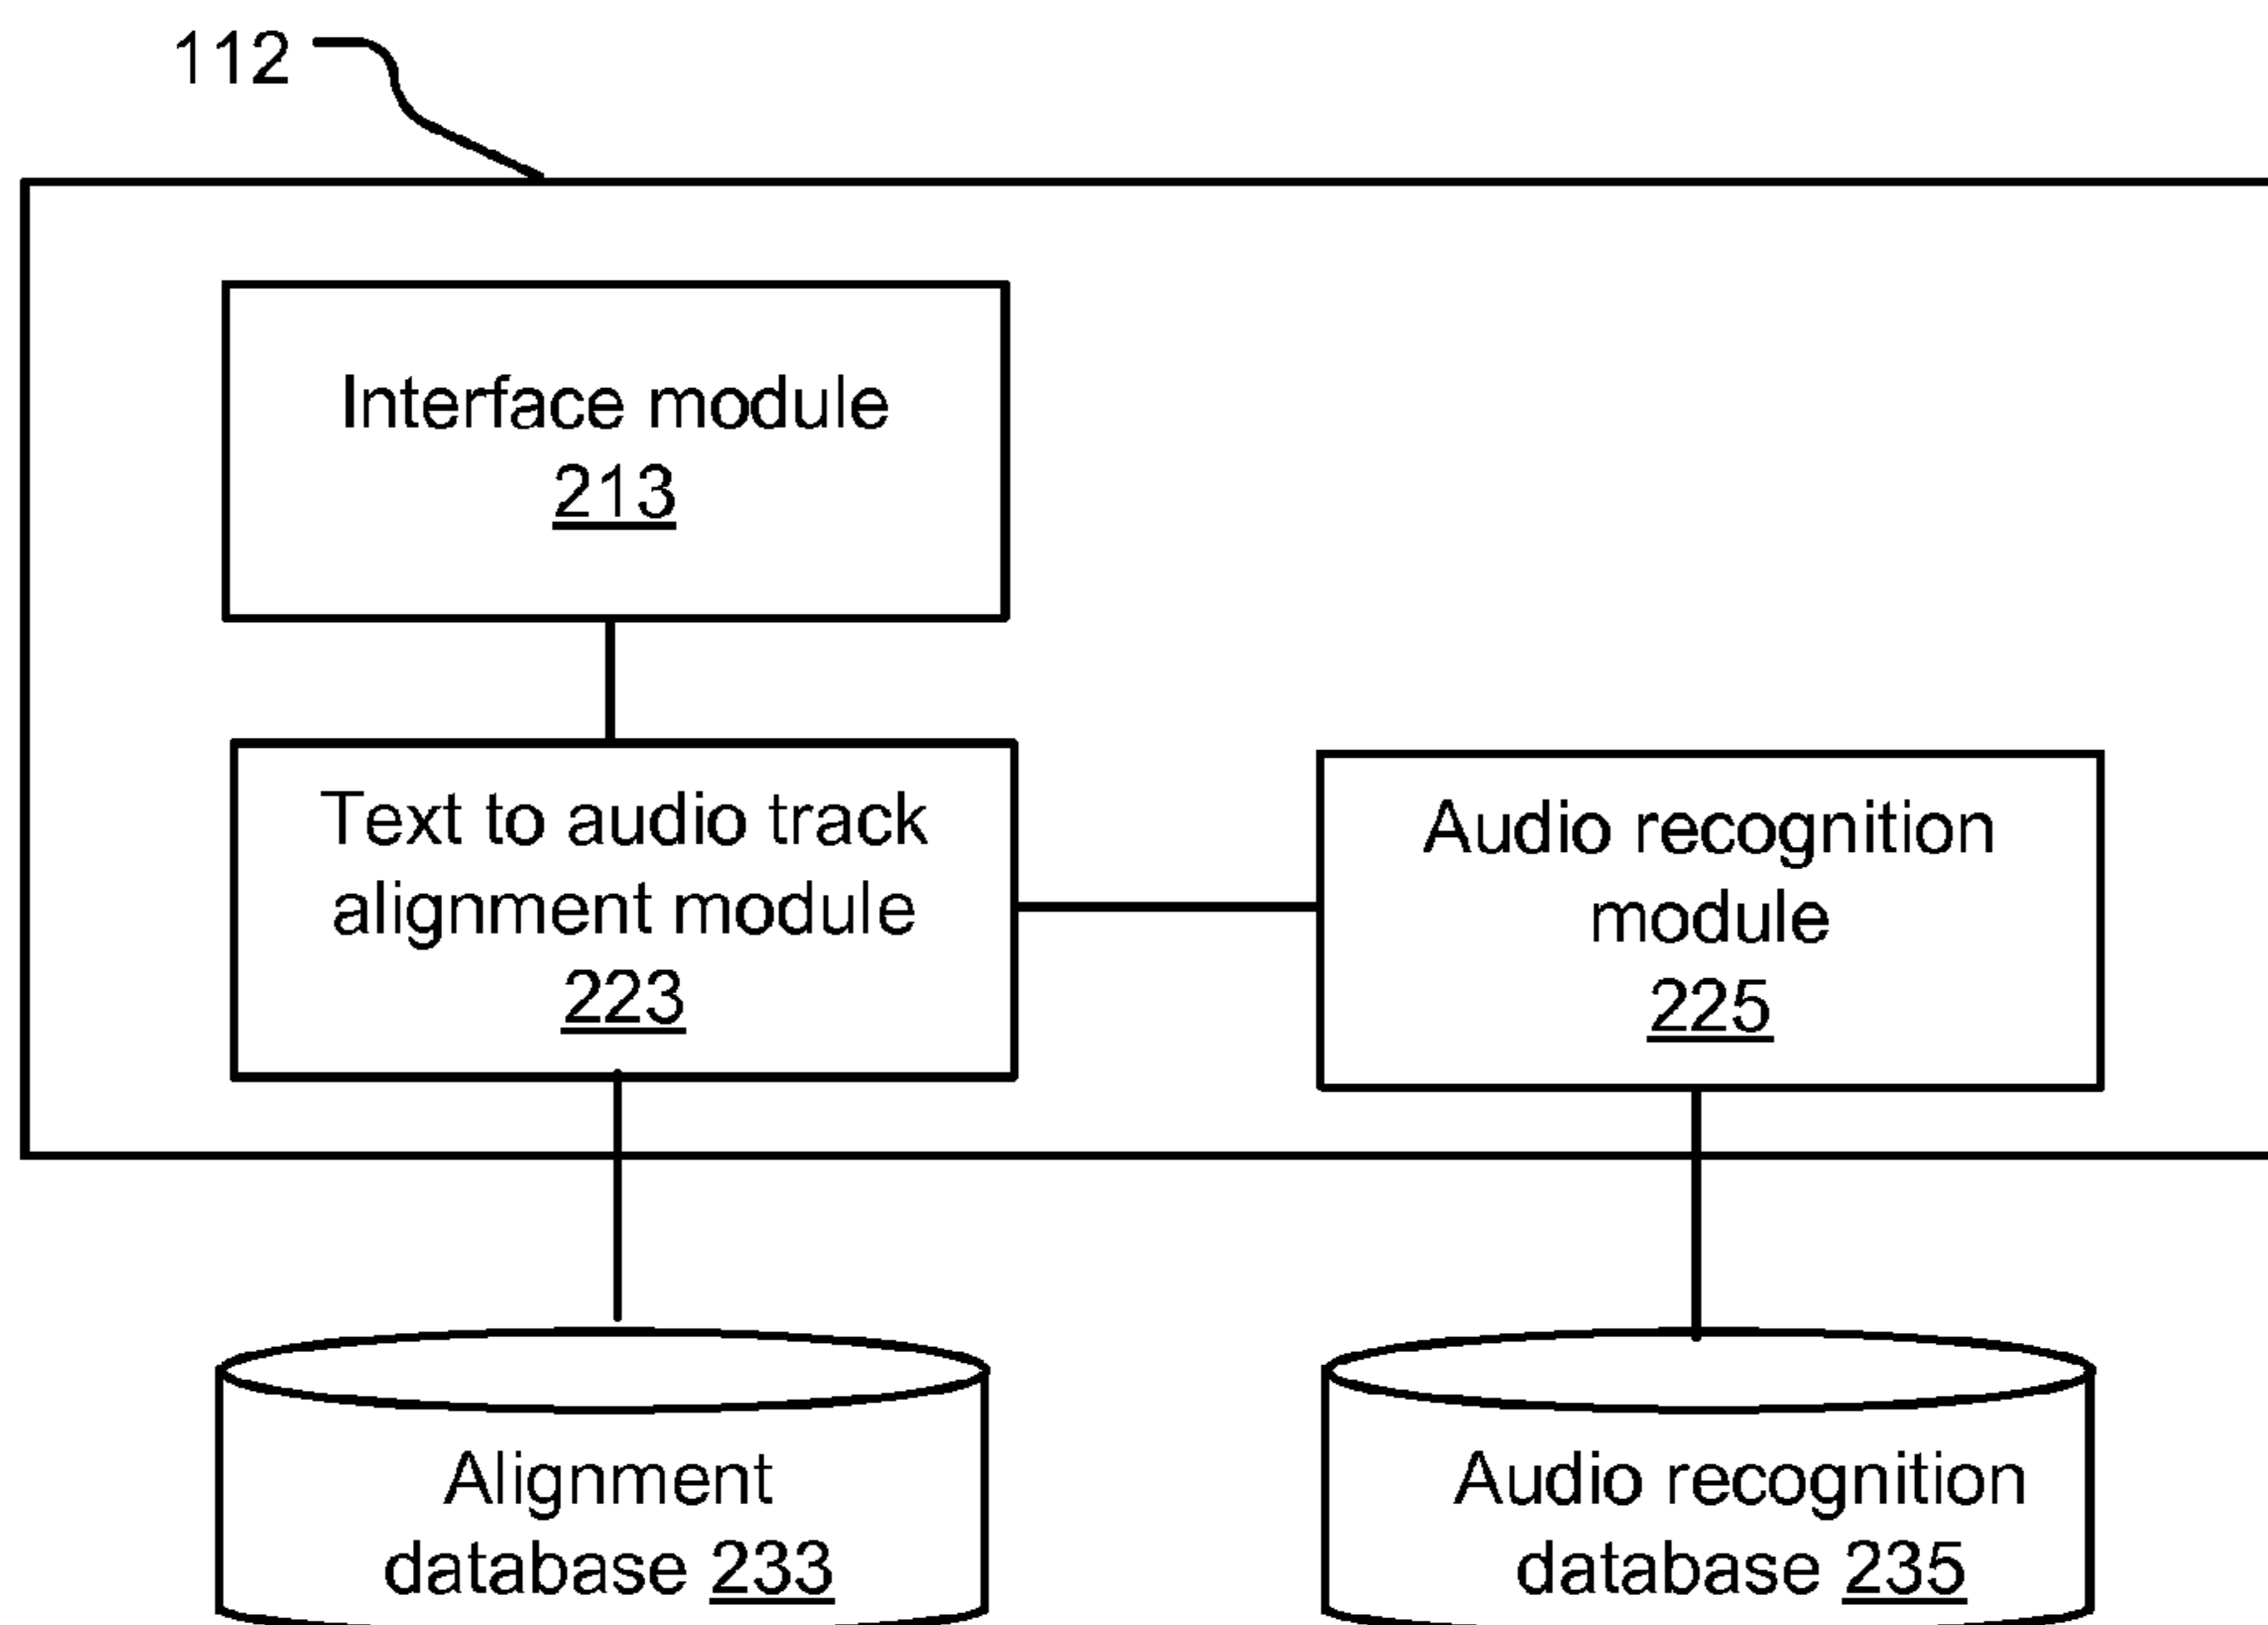 112
Interface module
213
Text to audio track
alignment module
223
Audio recognition
module
225
Alignment
database 233
Audio recognition
database 235